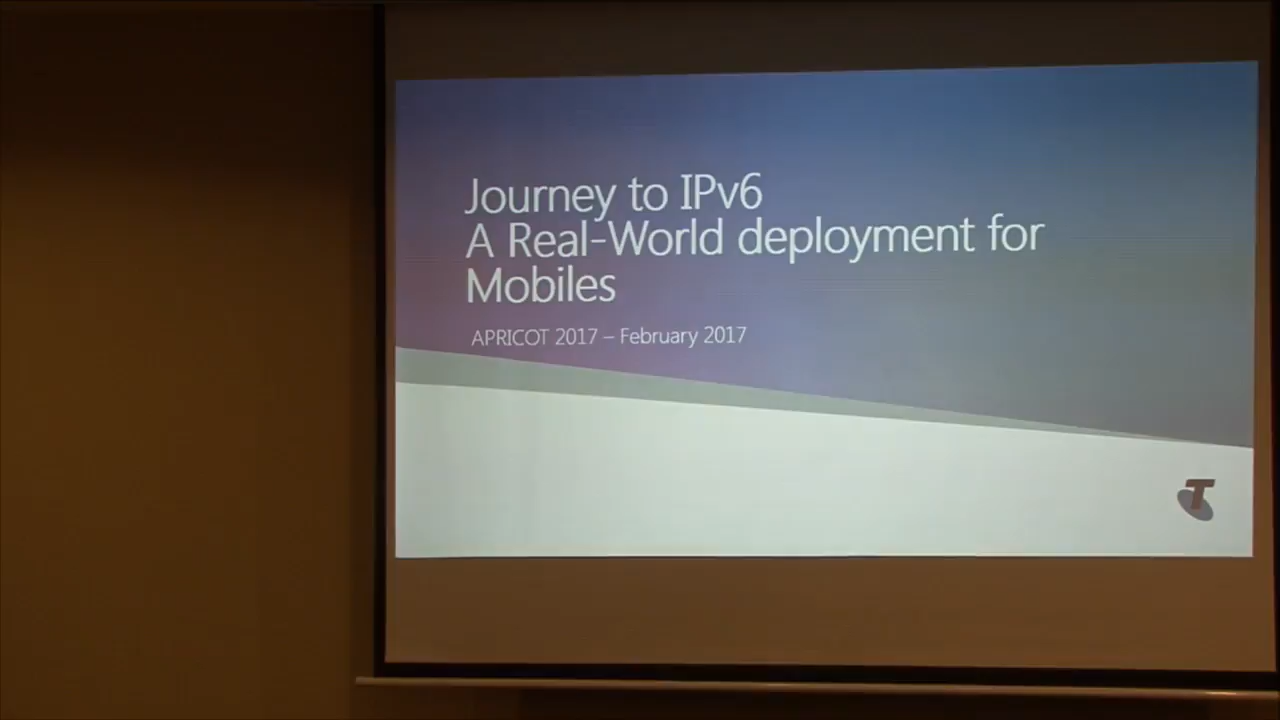 Journey to IPv6
A Real-World deployment for
Mobiles
APRICOT 2017 – February 2017
T